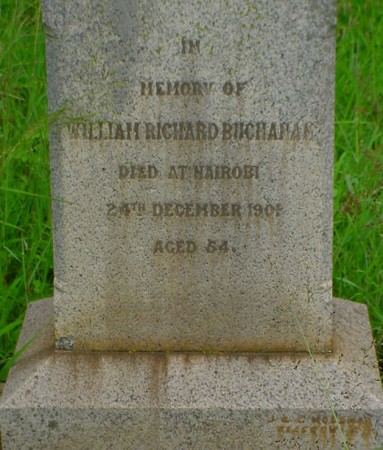 IN
MEMORY OF
WILLIAM RICHARD BUCHANAN
DIED AT NAIROBI
24TH DECEMBER 1901
AGED 54.